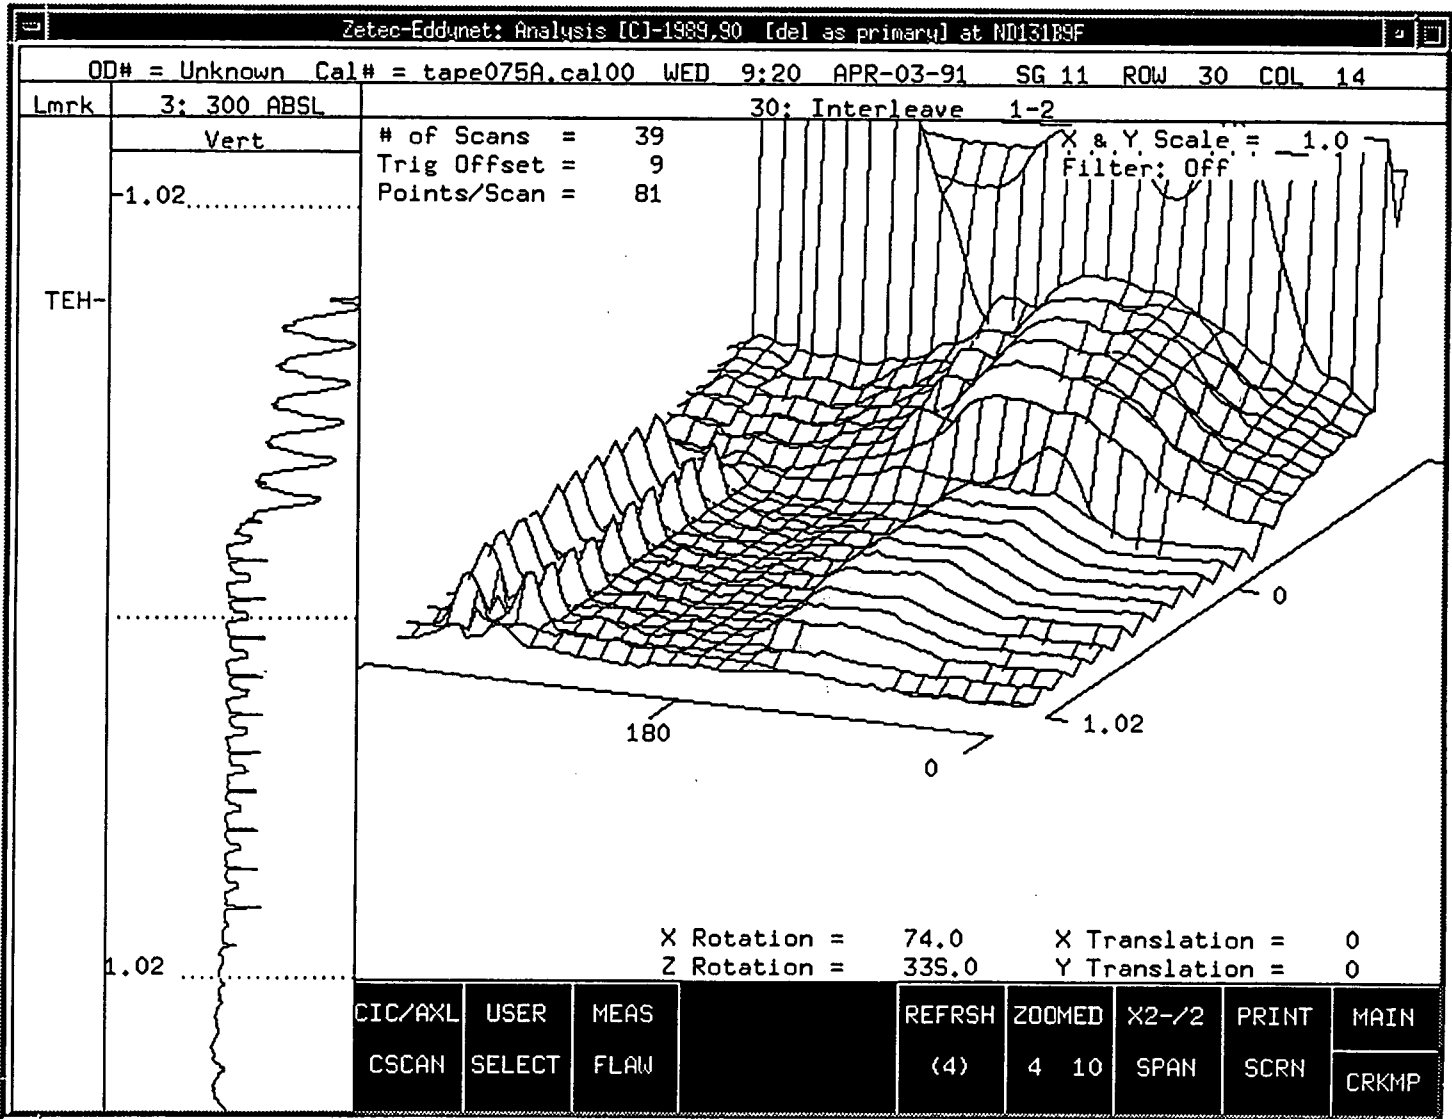 Zetec-Eddynet: Analysis [C]-1989,90 [del as primary] at ND131B9F
OD# = Unknown Cal# = tape075A.cal00 WED 9:20 APR-03-91 SG 11 ROW 30 COL 14
Lmrk 3: 300 ABSL 30: Interleave 1-2
Vert
# of Scans = 39
Trig Offset = 9
Points/Scan = 81
X & Y Scale = 1.0
Filter: Off
-1.02
TEH-
1.02
0
1.02
180
0
X Rotation = 74.0 X Translation = 0
Z Rotation = 335.0 Y Translation = 0
CIC/AXL USER MEAS REFRSH ZOOMED X2-/2 PRINT MAIN
CSCAN SELECT FLAW (4) 4 10 SPAN SCRN CRKMP